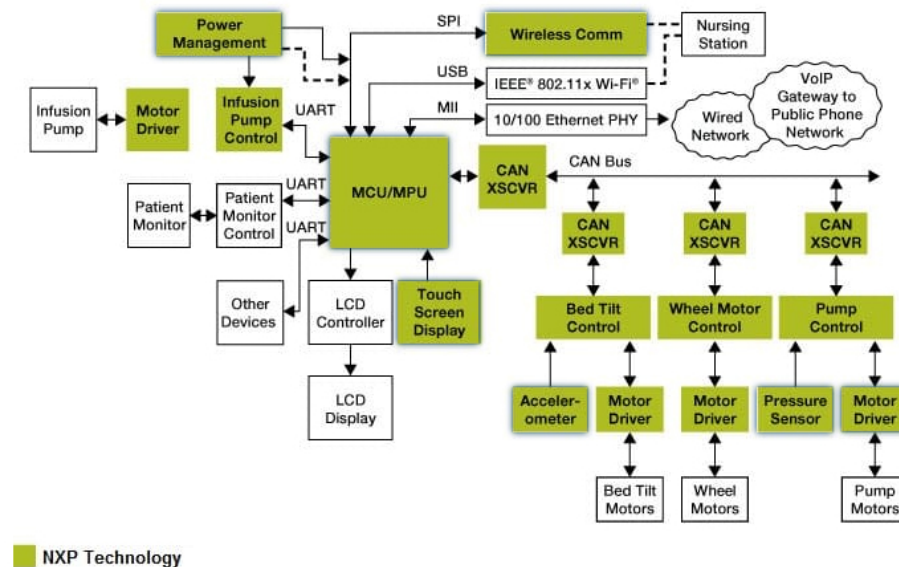 Power
Management
SPI
Wireless Comm
Nursing
Station
USB
IEEE® 802.11x Wi-Fi®
VoIP
Gateway to
Public Phone
Network
Infusion
Pump
Motor
Driver
Infusion
Pump
Control
UART
MII
10/100 Ethernet PHY
Wired
Network
MCU/MPU
CAN
XSCVR
CAN Bus
Patient
Monitor
Patient
Monitor
Control
UART
UART
CAN
XSCVR
CAN
XSCVR
CAN
XSCVR
Other
Devices
LCD
Controller
Touch
Screen
Display
Bed Tilt
Control
Wheel Motor
Control
Pump
Control
LCD
Display
Acceler-
ometer
Motor
Driver
Motor
Driver
Pressure
Sensor
Motor
Driver
Bed Tilt
Motors
Wheel
Motors
Pump
Motors
NXP Technology